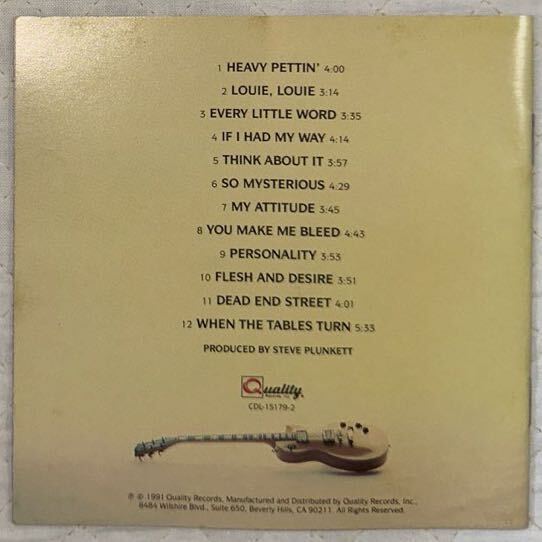 1 HEAVY PETTIN' 4:00
2 LOUIE, LOUIE 3:14
3 EVERY LITTLE WORD 3:35
4 IF I HAD MY WAY 4:14
5 THINK ABOUT IT 3:57
6 SO MYSTERIOUS 4:29
7 MY ATTITUDE 3:45
8 YOU MAKE ME BLEED 4:43
9 PERSONALITY 3:53
10 FLESH AND DESIRE 3:51
11 DEAD END STREET 4:01
12 WHEN THE TABLES TURN 5:33
PRODUCED BY STEVE PLUNKETT
Quality
Records, Inc.
CDL-15179-2
℗ © 1991 Quality Records, Manufactured and Distributed by Quality Records, Inc.,
8484 Wilshire Blvd., Suite 650, Beverly Hills, CA 90211. All Rights Reserved.